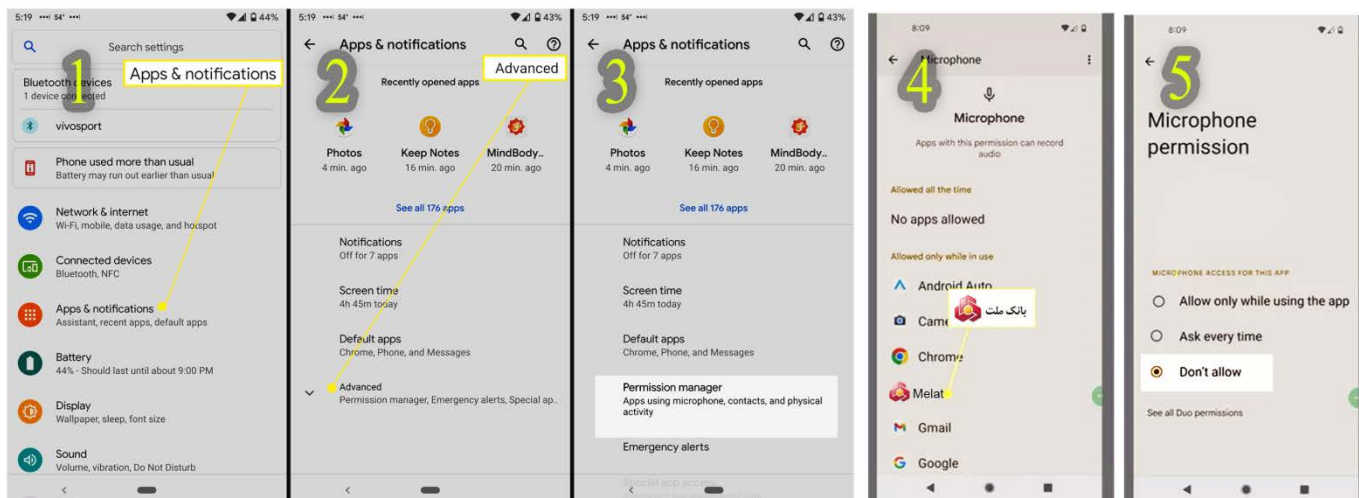 5:19 54°
44%
1
Search settings
Apps & notifications
Bluetooth devices
1 device connected
vivosport
Phone used more than usual
Battery may run out earlier than usual
Network & internet
Wi-Fi, mobile, data usage, and hotspot
Connected devices
Bluetooth, NFC
Apps & notifications
Assistant, recent apps, default apps
Battery
44% - Should last until about 9:00 PM
Display
Wallpaper, sleep, font size
Sound
Volume, vibration, Do Not Disturb
5:19 54°
43%
Apps & notifications
2
Advanced
Recently opened apps
Photos
4 min. ago
Keep Notes
16 min. ago
MindBody..
20 min. ago
See all 176 apps
Notifications
Off for 7 apps
Screen time
4h 45m today
Default apps
Chrome, Phone, and Messages
Advanced
Permission manager, Emergency alerts, Special ap..
5:19 54°
43%
Apps & notifications
3
Recently opened apps
Photos
4 min. ago
Keep Notes
16 min. ago
MindBody..
20 min. ago
See all 176 apps
Notifications
Off for 7 apps
Screen time
4h 45m today
Default apps
Chrome, Phone, and Messages
Permission manager
Apps using microphone, contacts, and physical
activity
Emergency alerts
Special app access
8:09
Microphone
4
Microphone
Apps with this permission can record
audio
Allowed all the time
No apps allowed
Allowed only while in use
Android Auto
بانک ملت
Came
Chrome
Melat
Gmail
Google
8:09
5
Microphone
permission
MICROPHONE ACCESS FOR THIS APP
Allow only while using the app
Ask every time
Don't allow
See all Duo permissions